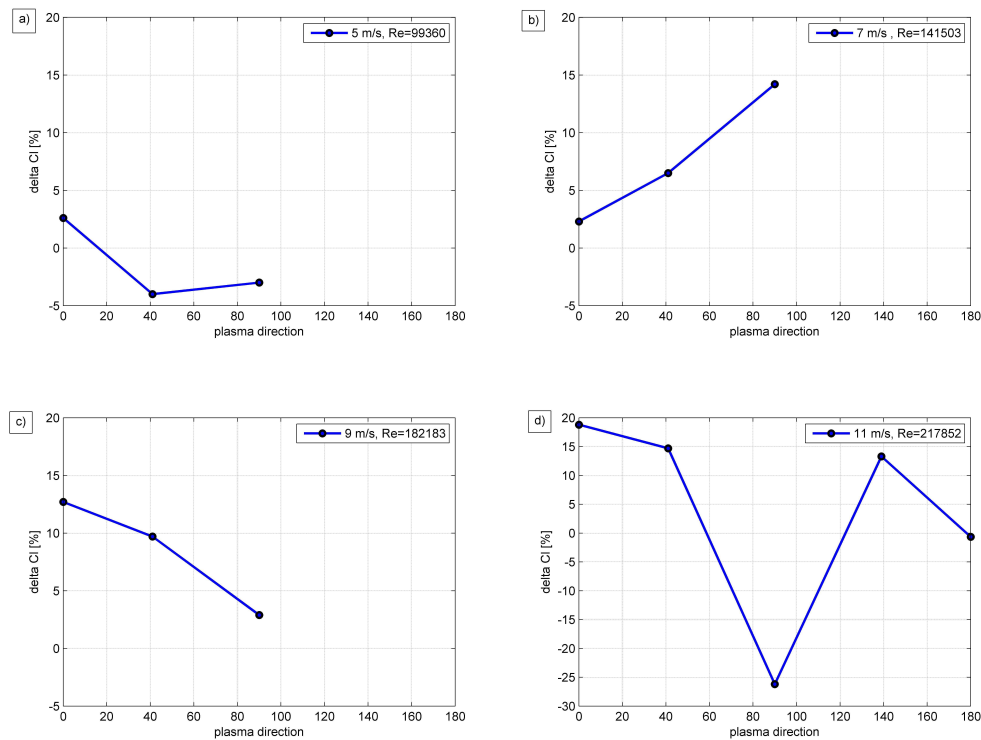 a)
5 m/s, Re=99360
20
15
10
5
0
-5
delta Cl [%]
0 20 40 60 80 100 120 140 160 180
plasma direction
b)
7 m/s , Re=141503
20
15
10
5
0
-5
delta Cl [%]
0 20 40 60 80 100 120 140 160 180
plasma direction
c)
9 m/s, Re=182183
20
15
10
5
0
-5
delta Cl [%]
0 20 40 60 80 100 120 140 160 180
plasma direction
d)
11 m/s, Re=217852
20
15
10
5
0
-5
-10
-15
-20
-25
-30
delta Cl [%]
0 20 40 60 80 100 120 140 160 180
plasma direction